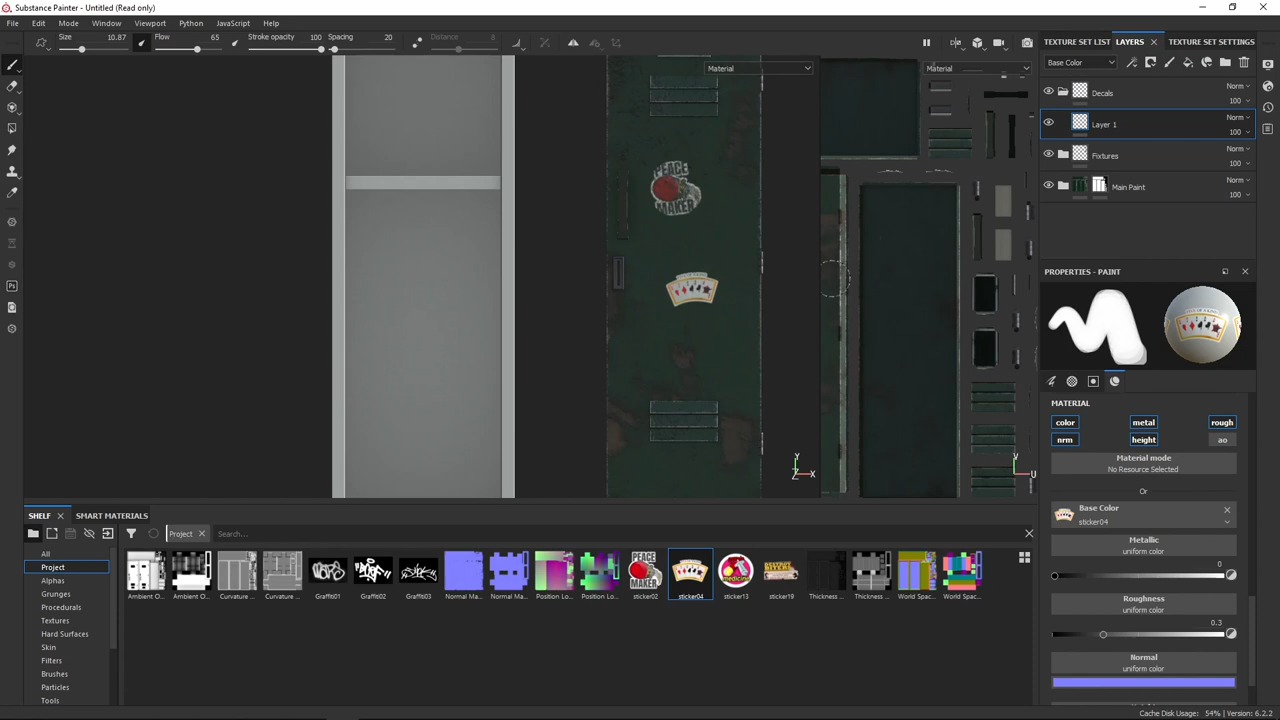 Substance Painter - Untitled (Read only)
File Edit Mode Window Viewport Python JavaScript Help
Size 10.87 Flow 65 Stroke opacity 100 Spacing 20 Distance 8
Material
Material
TEXTURE SET LIST LAYERS TEXTURE SET SETTINGS
Base Color
Decals Norm 100
Layer 1 Norm 100
Fixtures Norm 100
Main Paint Norm 100
PEACE
MAKER
Y
X
Z
V
U
PROPERTIES - PAINT
MATERIAL
color metal rough
nrm height ao
Material mode
No Resource Selected
Or
Base Color
sticker04
Metallic
uniform color
0
Roughness
uniform color
0.3
Normal
uniform color
SHELF SMART MATERIALS
Project Search...
All
Project
Alphas
Grunges
Procedurals
Textures
Hard Surfaces
Skin
Filters
Brushes
Particles
Tools
PEACE
MAKER
medicine
Ambient O... Ambient O... Curvature ... Curvature ... Graffiti01 Graffiti02 Graffiti03 Normal Ma... Normal Ma... Position Lo... Position Lo... sticker02 sticker04 sticker13 sticker19 Thickness ... Thickness ... World Spac... World Spac...
Cache Disk Usage: 54% | Version: 6.2.2